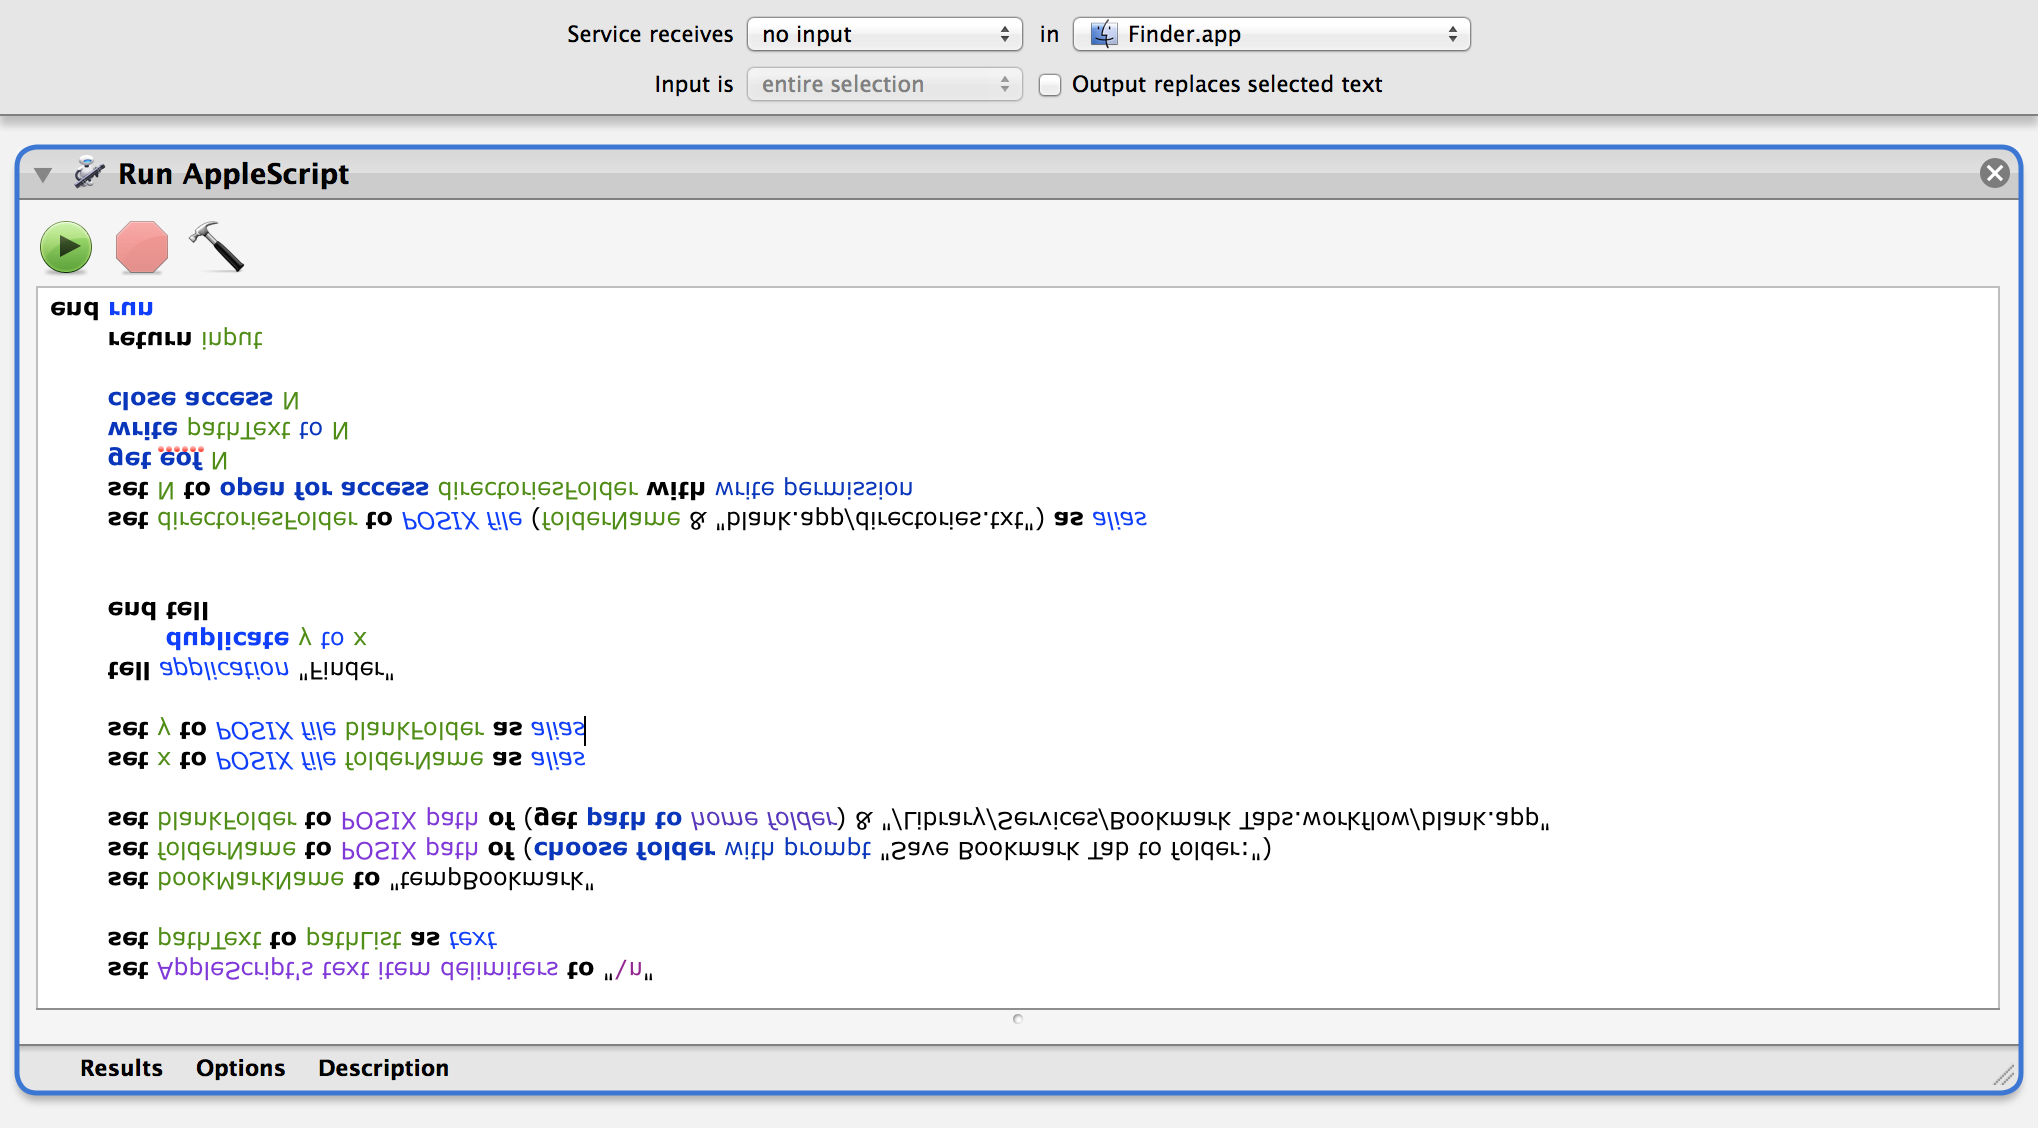 Service receives no input in Finder.app
Input is entire selection Output replaces selected text
Run AppleScript
end run
return input
close access N
write pathText to N
get eof N
set N to open for access directoriesFolder with write permission
set directoriesFolder to POSIX file (folderName & "blank.app/directories.txt") as alias
end tell
duplicate y to x
tell application "Finder"
set y to POSIX file blankFolder as alias
set x to POSIX file folderName as alias
set blankFolder to POSIX path of (get path to home folder) & "/Library/Services/Bookmark Tabs.workflow/blank.app"
set folderName to POSIX path of (choose folder with prompt "Save Bookmark Tab to folder:")
set bookMarkName to "tempBookmark"
set pathText to pathList as text
set AppleScript's text item delimiters to "\n"
Results Options Description